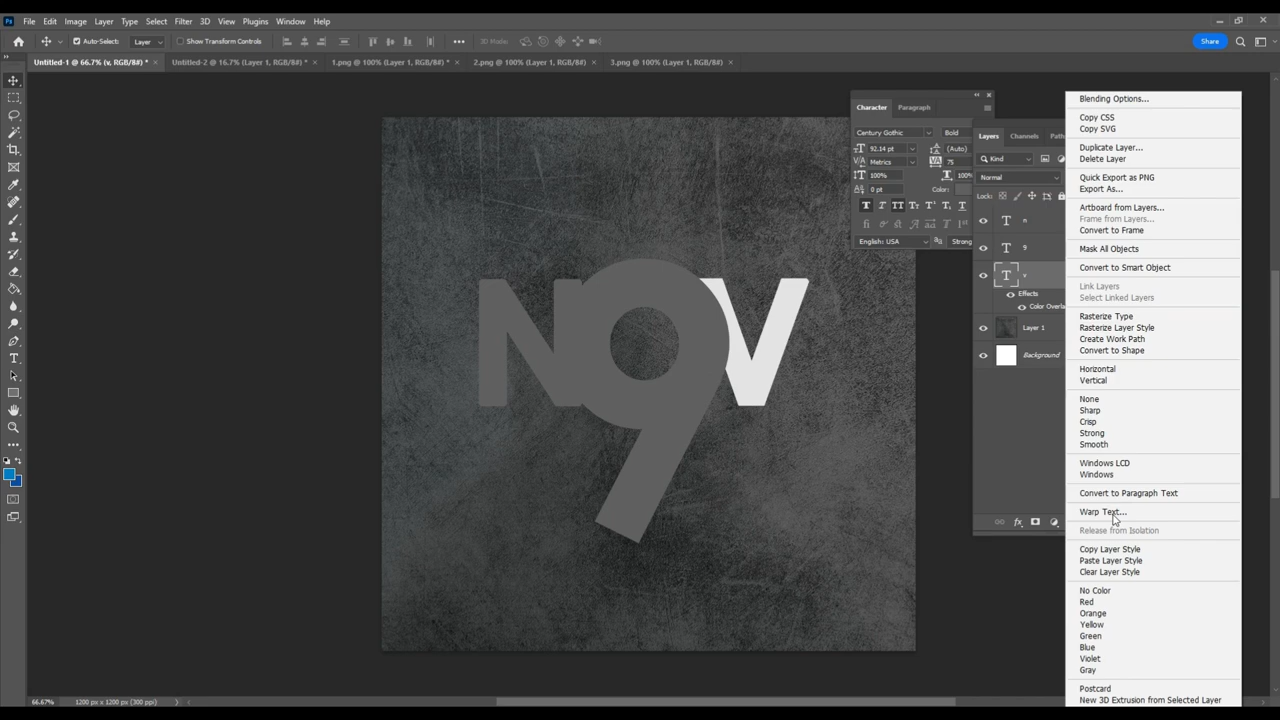 Ps File Edit Image Layer Type Select Filter 3D View Plugins Window Help
Auto-Select: Layer Show Transform Controls 3D Mode: Share
Untitled-1 @ 66.7% (v, RGB/8#) * × Untitled-2 @ 16.7% (Layer 1, RGB/8#) * × 1.png @ 100% (Layer 1, RGB/8#) * × 2.png @ 100% (Layer 1, RGB/8#) × 3.png @ 100% (Layer 1, RGB/8#) ×
Character Paragraph
Century Gothic Bold
92.14 pt (Auto)
Metrics 75
100% 100%
0 pt Color:
English: USA Strong
Layers Channels Path
Kind
Normal
Lock:
n
9
v
Effects
Color Overla
Layer 1
Background
N9V
Blending Options...
Copy CSS
Copy SVG
Duplicate Layer...
Delete Layer
Quick Export as PNG
Export As...
Artboard from Layers...
Frame from Layers...
Convert to Frame
Mask All Objects
Convert to Smart Object
Link Layers
Select Linked Layers
Rasterize Type
Rasterize Layer Style
Create Work Path
Convert to Shape
Horizontal
Vertical
None
Sharp
Crisp
Strong
Smooth
Windows LCD
Windows
Convert to Paragraph Text
Warp Text...
Release from Isolation
Copy Layer Style
Paste Layer Style
Clear Layer Style
No Color
Red
Orange
Yellow
Green
Blue
Violet
Gray
Postcard
New 3D Extrusion from Selected Layer
66.67% 1200 px x 1200 px (300 ppi)